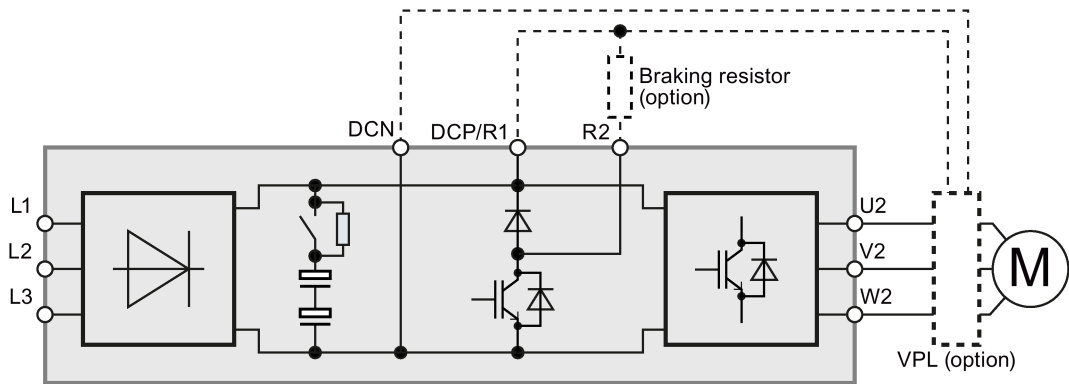 Braking resistor
(option)
DCN
DCP/R1
R2
L1
L2
L3
U2
V2
W2
M
VPL (option)